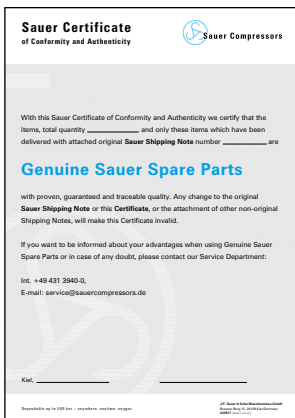 Sauer Certificate
of Conformity and Authenticity
Sauer Compressors
With this Sauer Certificate of Conformity and Authenticity we certify that the
items, total quantity ____________ and only these items which have been
delivered with attached original Sauer Shipping Note number __________ are
Genuine Sauer Spare Parts
with proven, guaranteed and traceable quality. Any change to the original
Sauer Shipping Note or this Certificate, or the attachment of other non-original
Shipping Notes, will make this Certificate invalid.
If you want to be informed about your advantages when using Genuine Sauer
Spare Parts or in case of any doubt, please contact our Service Department:
Int. +49 431 3940-0,
E-mail: service@sauercompressors.de
Kiel, ____________________
Dependable up to 500 bar – anywhere, anytime, anygas.
J.P. Sauer & Sohn Maschinenbau GmbH